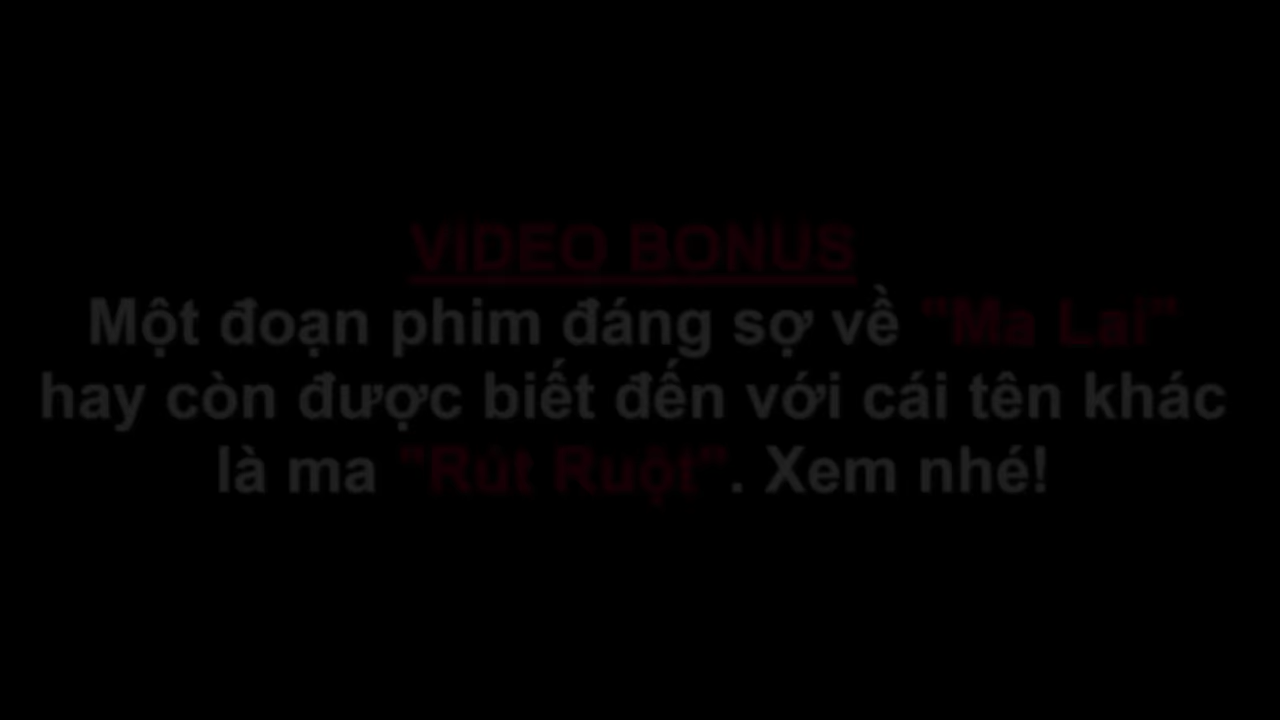 VIDEO BONUS
Một đoạn phim đáng sợ về "Ma Lai"
hay còn được biết đến với cái tên khác
là ma "Rút Ruột". Xem nhé!